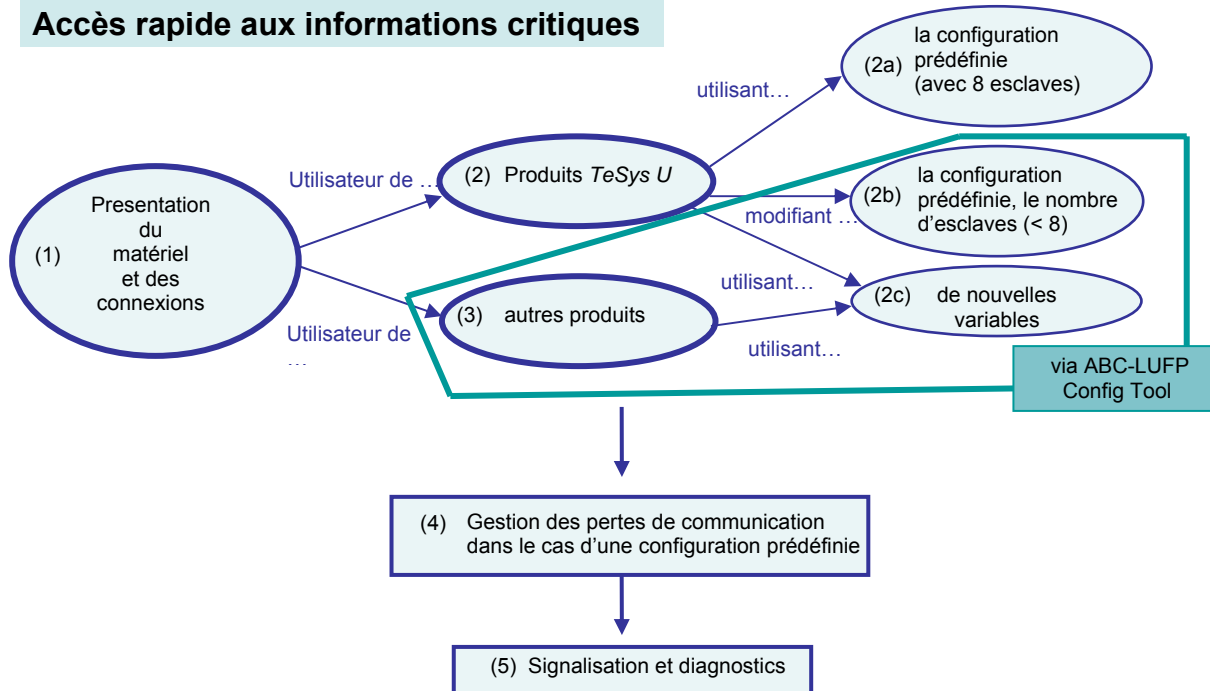 Accès rapide aux informations critiques
(1)
Presentation
du
matériel
et des
connexions
Utilisateur de …
(2) Produits TeSys U
utilisant…
(2a)
la configuration
prédéfinie
(avec 8 esclaves)
modifiant …
(2b)
la configuration
prédéfinie, le nombre
d’esclaves (< 8)
utilisant…
(2c)
de nouvelles
variables
Utilisateur de
…
(3) autres produits
utilisant…
via ABC-LUFP
Config Tool
(4) Gestion des pertes de communication
dans le cas d’une configuration prédéfinie
(5) Signalisation et diagnostics